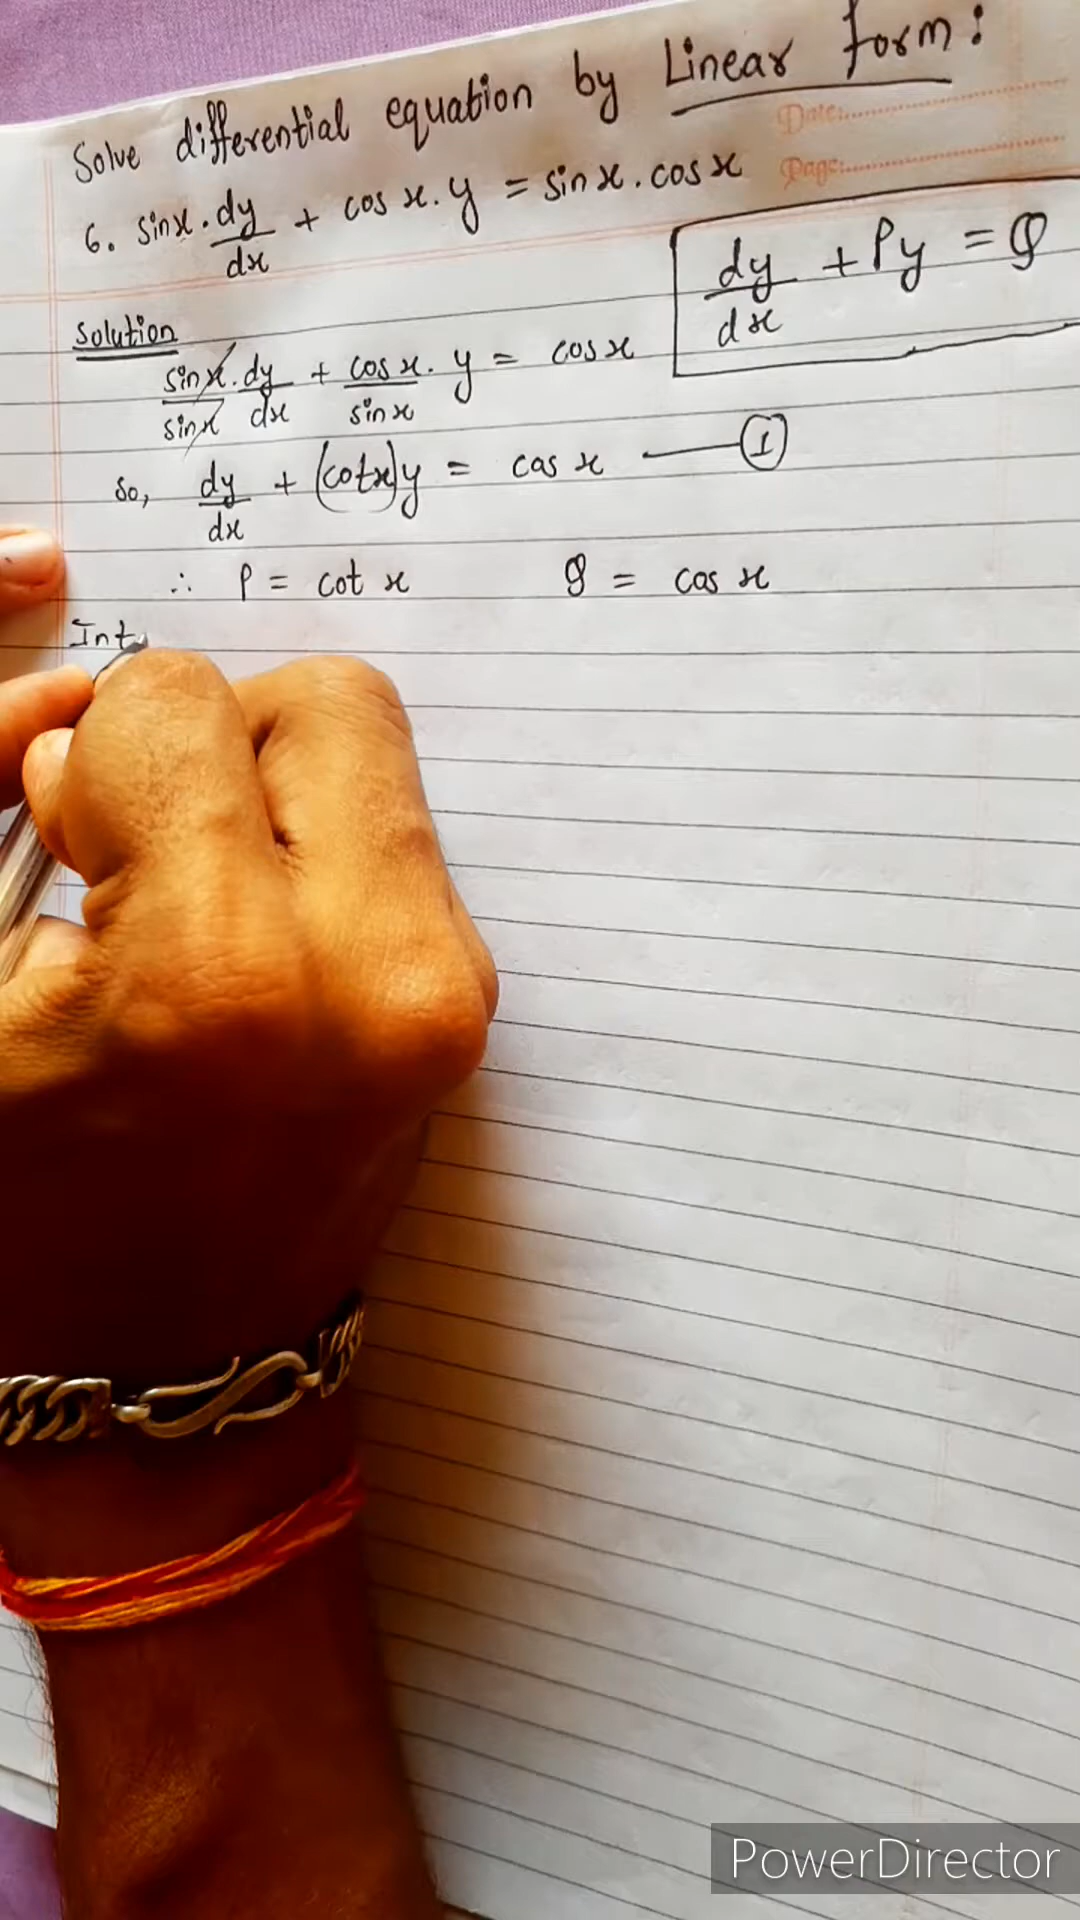 Solve differential equation by Linear form:
Date:
Page:
6. sinx.dy/dx + cos x.y = sin x.cos x
dy/dx + Py = Q
Solution
sinx/sinx.dy/dx + cos x/sinx.y = cos x
So, dy/dx + (cotx)y = cos x —— (1)
∴ P = cot x Q = cos x
Int
PowerDirector